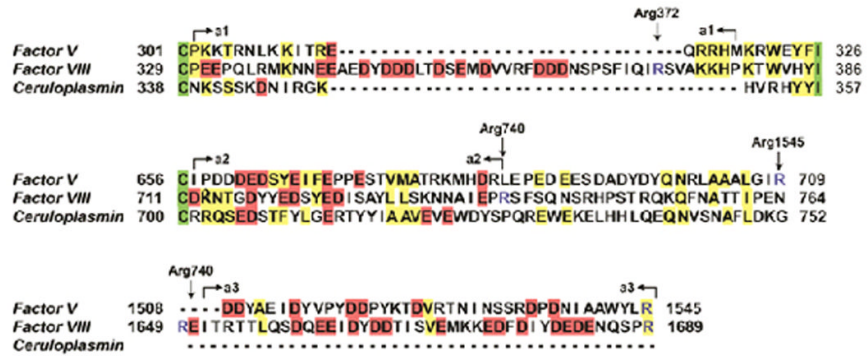 a1 Arg372 a1
Factor V 301 CPKKTRNLKKITRE----------------------------------QRRHMKRWEYFI 326
Factor VIII 329 CPEEPQLRMKNNEEAEDYDDDLTDSEMDVVRFDDDNSPSFIQIRSVAKKHPKTWVHYI 386
Ceruloplasmin 338 CNKSSSKDNIRGK--------------------------------------HVRHYYI 357
Arg740
a2 a2 Arg1545
Factor V 656 CIPDDDEDSYEIFEPPESTVMATRKMHDRLEPEDEESDADYDYQNRLAAALGIR 709
Factor VIII 711 CDKNTGDYYEDSYEDISAYLLSKNNAIEPRSFSQNSRHPSTRQKQFNATTIPEN 764
Ceruloplasmin 700 CRRQSEDSTFYLGERTYYIAAVEVEWDYSPQREWEKELHHLQEQNVSNAFLDKG 752
Arg740
a3 a3
Factor V 1508 ----DDYAEIDYVPYDDPYKTDVRTNINSSRDPDNIAAWYLR 1545
Factor VIII 1649 REITRTTLQSDQEEIDYDDTISVEMKKEDFDIYDEDENQSPR 1689
Ceruloplasmin ------------------------------------------